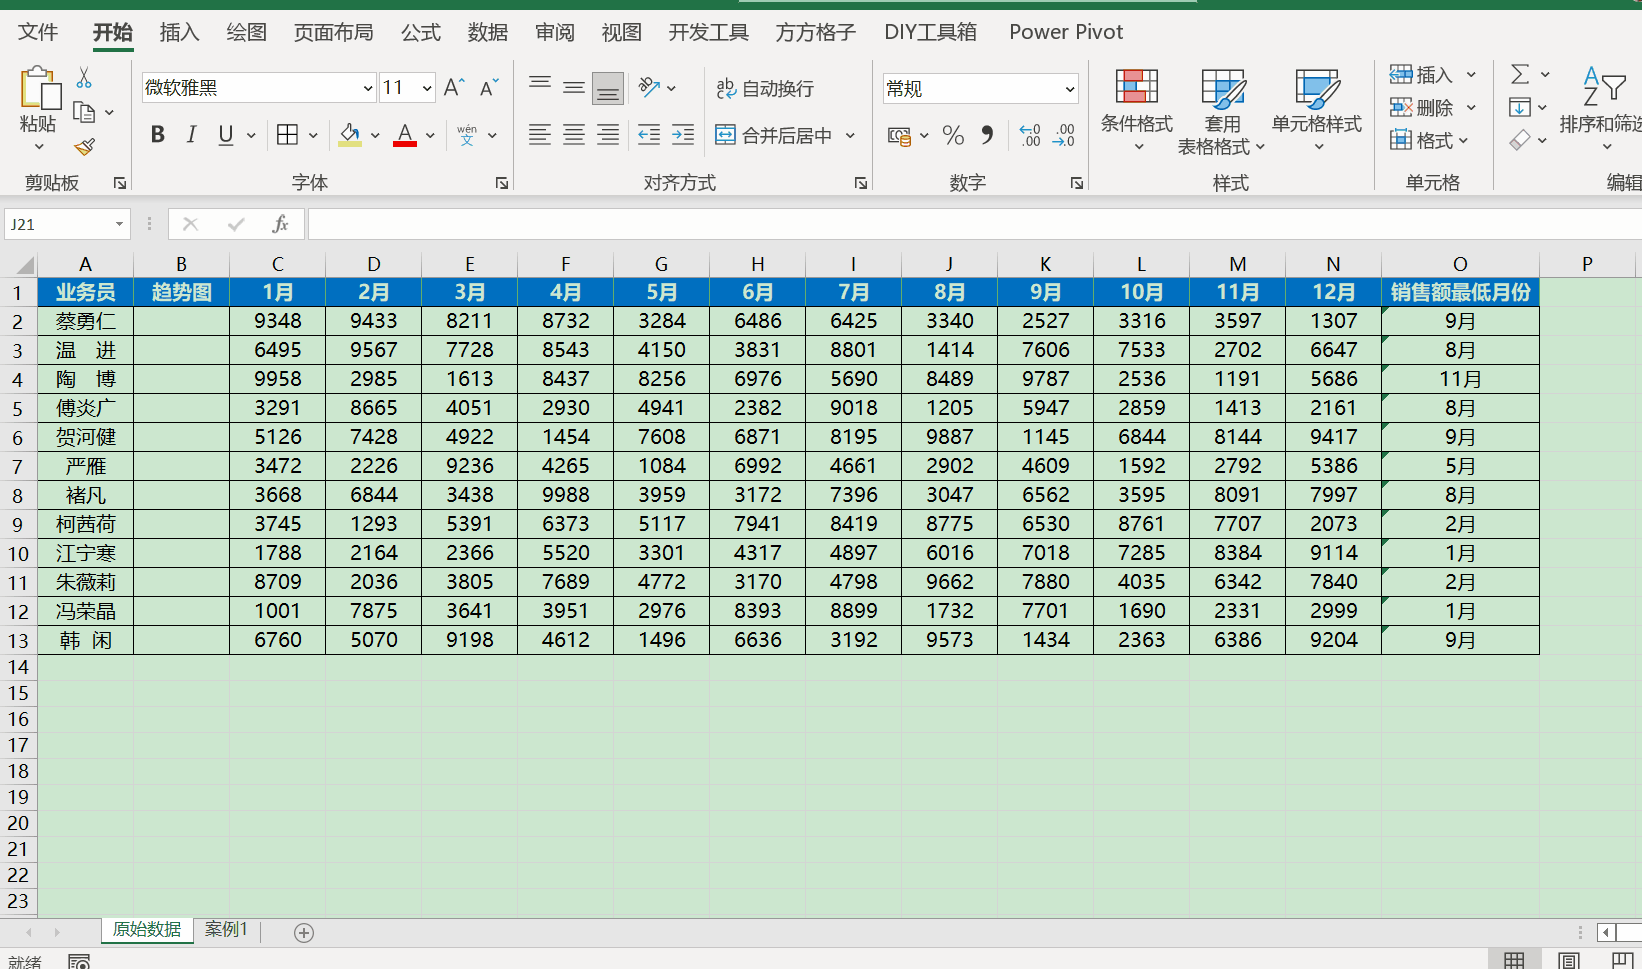 文件 开始 插入 绘图 页面布局 公式 数据 审阅 视图 开发工具 方方格子 DIY工具箱 Power Pivot
微软雅黑 11 A A ab 自动换行 常规 插入
粘贴 条件格式 套用 单元格样式 删除 排序和筛选
B I U A wén 文 合并后居中 % 表格格式 格式
剪贴板 字体 对齐方式 数字 样式 单元格 编辑
J21 fx
A B C D E F G H I J K L M N O P
1 业务员 趋势图 1月 2月 3月 4月 5月 6月 7月 8月 9月 10月 11月 12月 销售额最低月份
2 蔡勇仁 9348 9433 8211 8732 3284 6486 6425 3340 2527 3316 3597 1307 9月
3 温 进 6495 9567 7728 8543 4150 3831 8801 1414 7606 7533 2702 6647 8月
4 陶 博 9958 2985 1613 8437 8256 6976 5690 8489 9787 2536 1191 5686 11月
5 傅炎广 3291 8665 4051 2930 4941 2382 9018 1205 5947 2859 1413 2161 8月
6 贺河健 5126 7428 4922 1454 7608 6871 8195 9887 1145 6844 8144 9417 9月
7 严雁 3472 2226 9236 4265 1084 6992 4661 2902 4609 1592 2792 5386 5月
8 褚凡 3668 6844 3438 9988 3959 3172 7396 3047 6562 3595 8091 7997 8月
9 柯茜荷 3745 1293 5391 6373 5117 7941 8419 8775 6530 8761 7707 2073 2月
10 江宁寒 1788 2164 2366 5520 3301 4317 4897 6016 7018 7285 8384 9114 1月
11 朱薇莉 8709 2036 3805 7689 4772 3170 4798 9662 7880 4035 6342 7840 2月
12 冯荣晶 1001 7875 3641 3951 2976 8393 8899 1732 7701 1690 2331 2999 1月
13 韩 闲 6760 5070 9198 4612 1496 6636 3192 9573 1434 2363 6386 9204 9月
14
15
16
17
18
19
20
21
22
23
原始数据 案例1
就绪